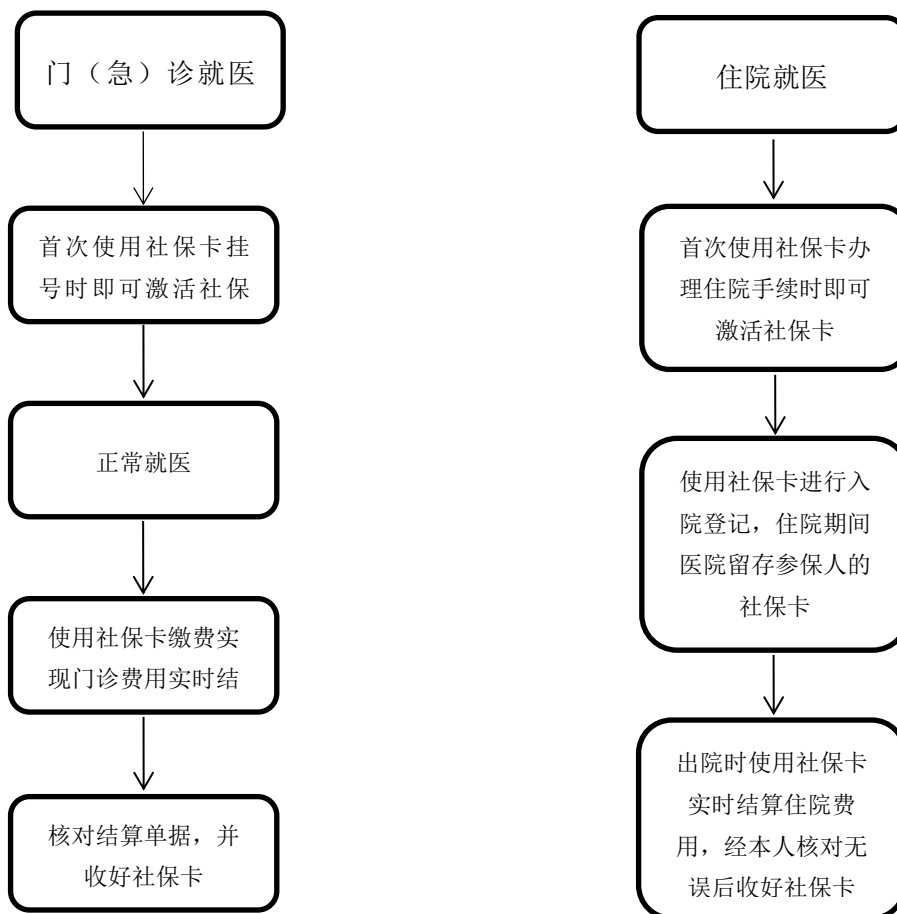 门（急）诊就医
首次使用社保卡挂
号时即可激活社保
正常就医
使用社保卡缴费实
现门诊费用实时结
核对结算单据，并
收好社保卡
住院就医
首次使用社保卡办
理住院手续时即可
激活社保卡
使用社保卡进行入
院登记，住院期间
医院留存参保人的
社保卡
出院时使用社保卡
实时结算住院费
用，经本人核对无
误后收好社保卡